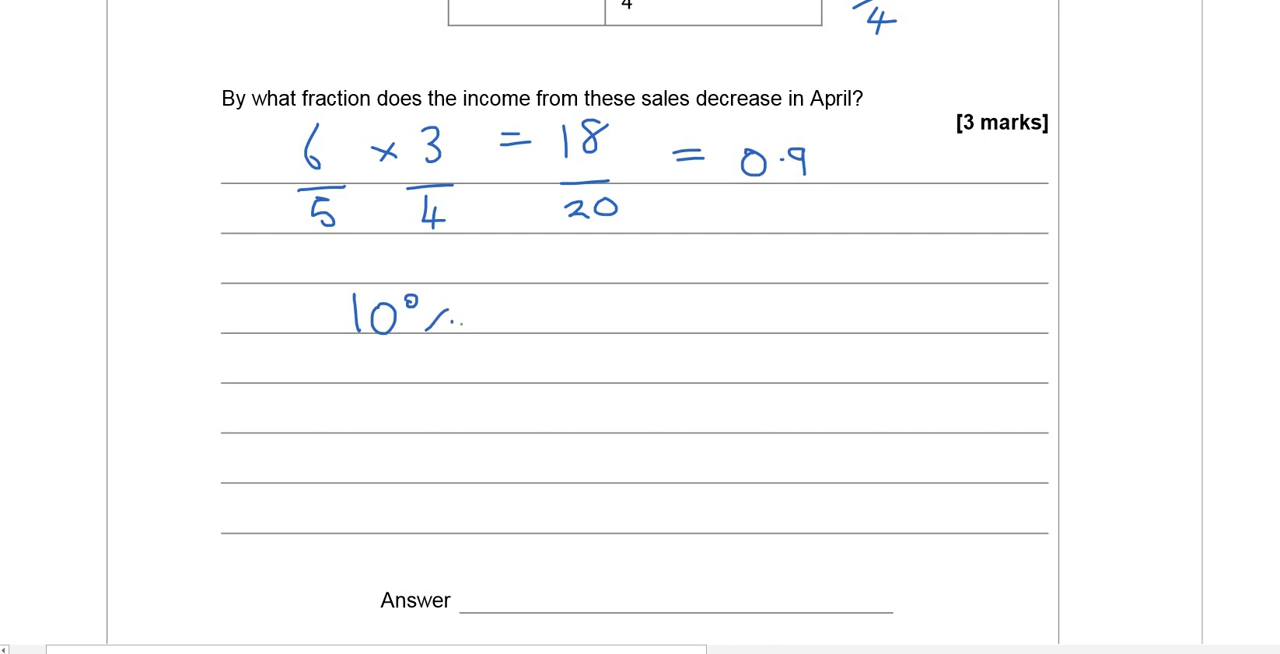 4
4
By what fraction does the income from these sales decrease in April?
[3 marks]
6/5 × 3/4 = 18/20 = 0.9
10%
Answer